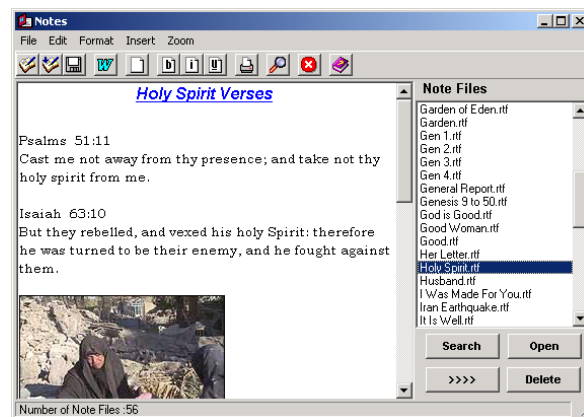 Notes
File Edit Format Insert Zoom
W b i u
Holy Spirit Verses
Psalms 51:11
Cast me not away from thy presence; and take not thy
holy spirit from me.
Isaiah 63:10
But they rebelled, and vexed his holy Spirit: therefore
he was turned to be their enemy, and he fought against
them.
Note Files
Garden of Eden.rtf
Garden.rtf
Gen 1.rtf
Gen 2.rtf
Gen 3.rtf
Gen 4.rtf
General Report.rtf
Genesis 9 to 50.rtf
God is Good.rtf
Good Woman.rtf
Good.rtf
Her Letter.rtf
Holy Spirit.rtf
Husband.rtf
I Was Made For You.rtf
Iran Earthquake.rtf
It Is Well.rtf
Search Open
>>>> Delete
Number of Note Files :56